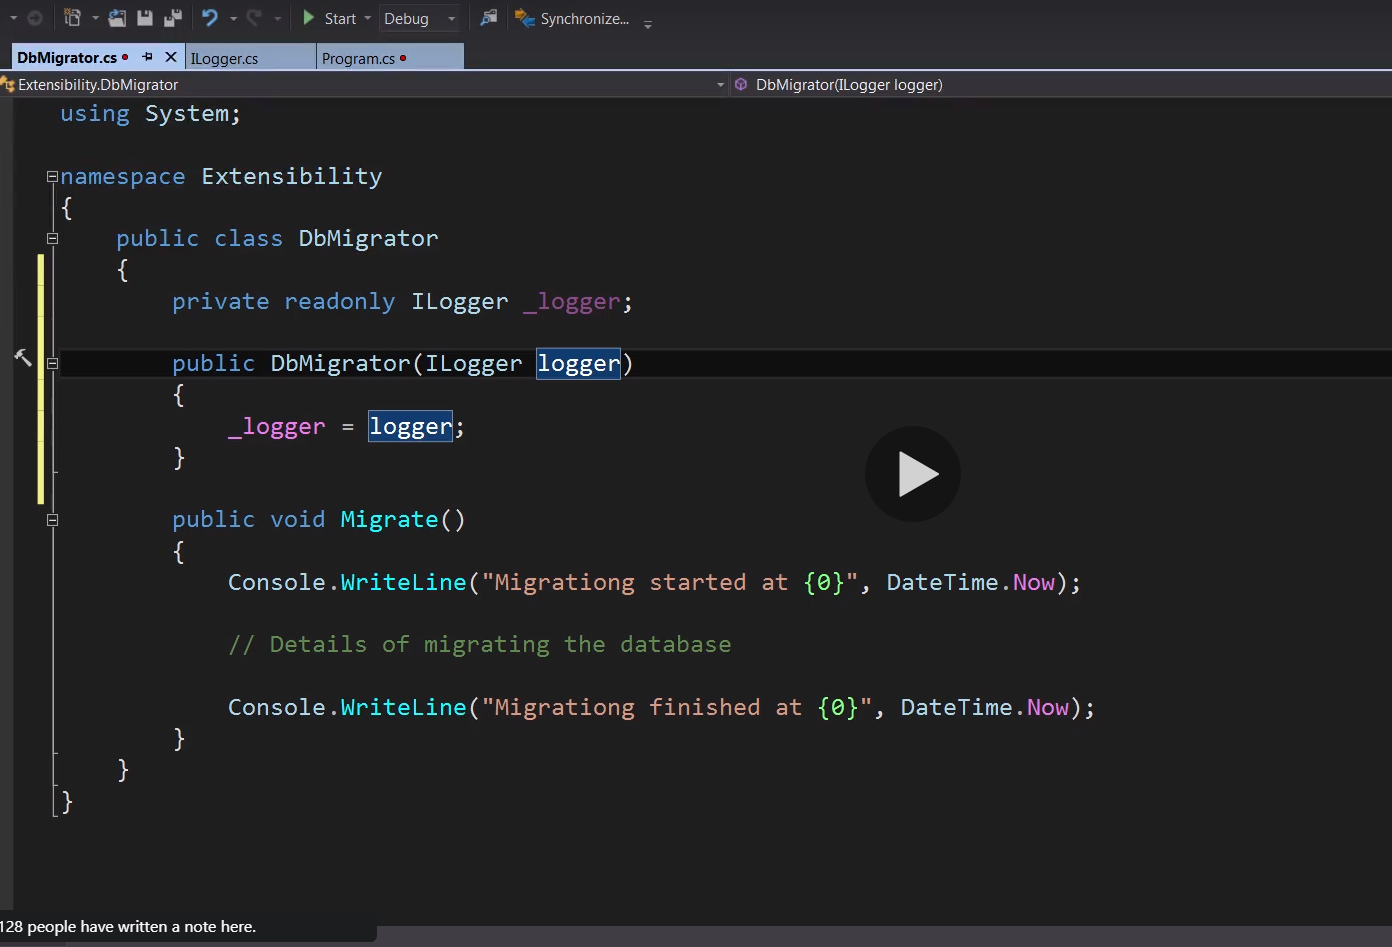 Start Debug Synchronize...
DbMigrator.cs ILogger.cs Program.cs
Extensibility.DbMigrator DbMigrator(ILogger logger)
using System;
namespace Extensibility
{
public class DbMigrator
{
private readonly ILogger _logger;
public DbMigrator(ILogger logger)
{
_logger = logger;
}
public void Migrate()
{
Console.WriteLine("Migrationg started at {0}", DateTime.Now);
// Details of migrating the database
Console.WriteLine("Migrationg finished at {0}", DateTime.Now);
}
}
}
128 people have written a note here.